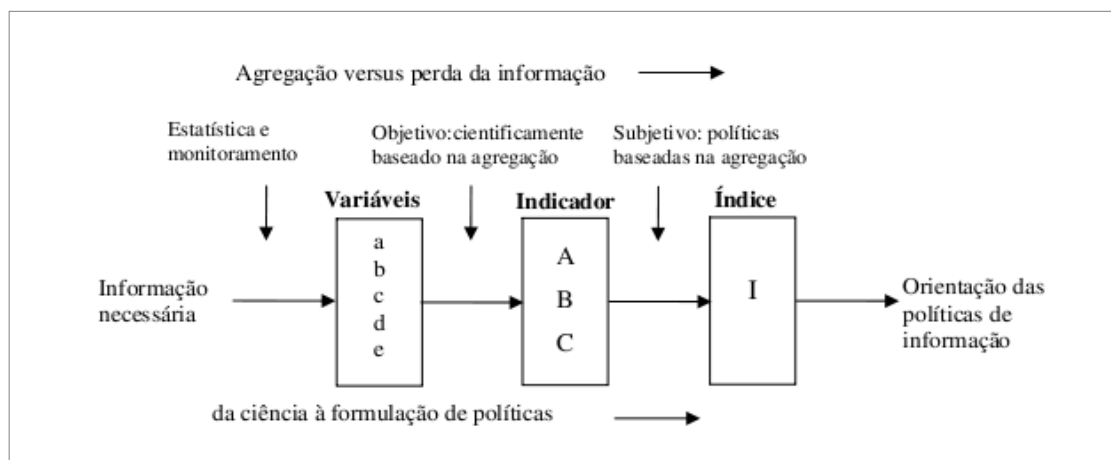 Agregação versus perda da informação
Estatística e
monitoramento
Objetivo:cientificamente
baseado na agregação
Subjetivo: políticas
baseadas na agregação
Variáveis
Indicador
Índice
a
b
c
d
e
A
B
C
I
Informação
necessária
Orientação das
políticas de
informação
da ciência à formulação de políticas